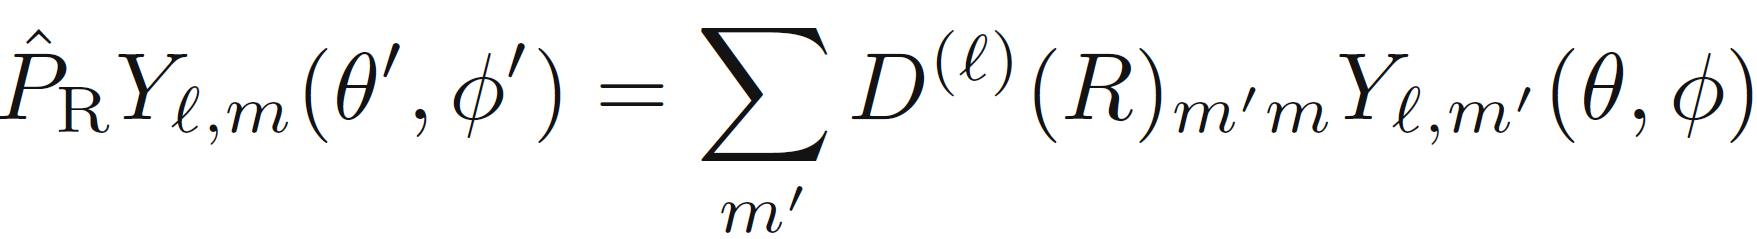 \hat{P}_{\mathrm{R}} Y_{\ell,m}(\theta', \phi') = \sum_{m'} D^{(\ell)}(R)_{m'm} Y_{\ell,m'}(\theta, \phi)